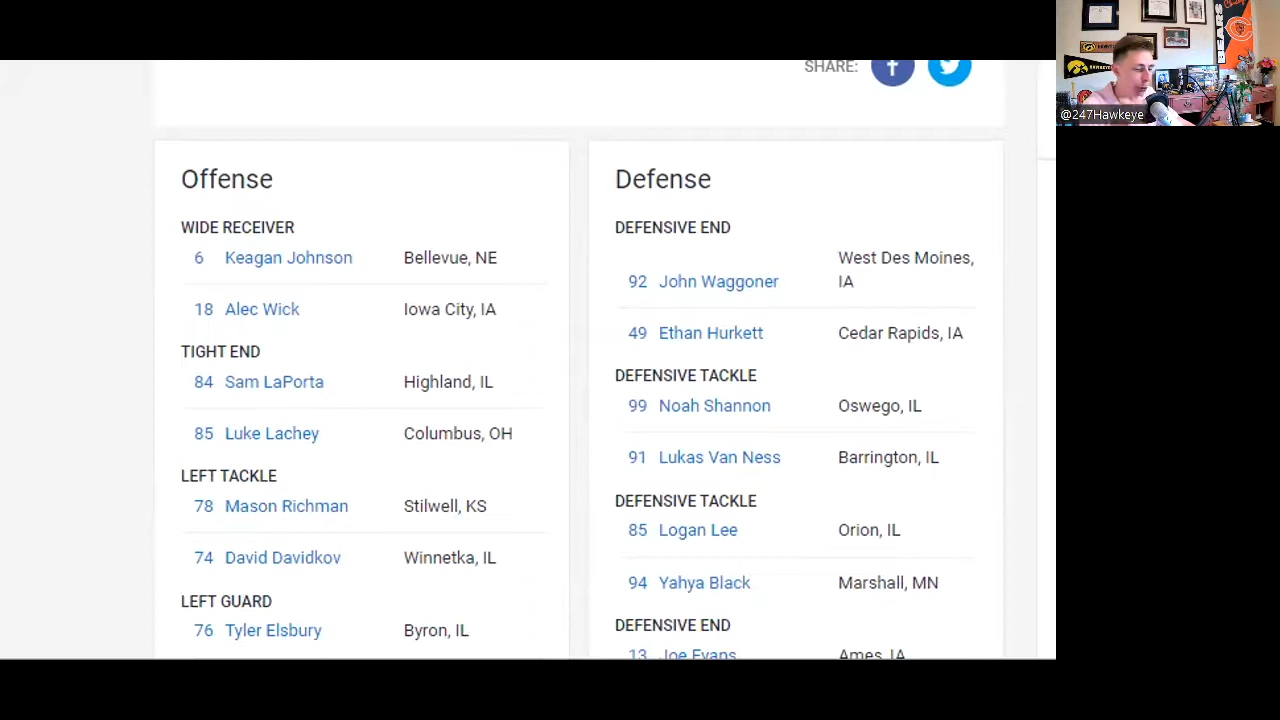 SHARE:
@247Hawkeye
Offense
WIDE RECEIVER
6 Keagan Johnson Bellevue, NE
18 Alec Wick Iowa City, IA
TIGHT END
84 Sam LaPorta Highland, IL
85 Luke Lachey Columbus, OH
LEFT TACKLE
78 Mason Richman Stilwell, KS
74 David Davidkov Winnetka, IL
LEFT GUARD
76 Tyler Elsbury Byron, IL
Defense
DEFENSIVE END
92 John Waggoner West Des Moines,
IA
49 Ethan Hurkett Cedar Rapids, IA
DEFENSIVE TACKLE
99 Noah Shannon Oswego, IL
91 Lukas Van Ness Barrington, IL
DEFENSIVE TACKLE
85 Logan Lee Orion, IL
94 Yahya Black Marshall, MN
DEFENSIVE END
13 Joe Evans Ames, IA